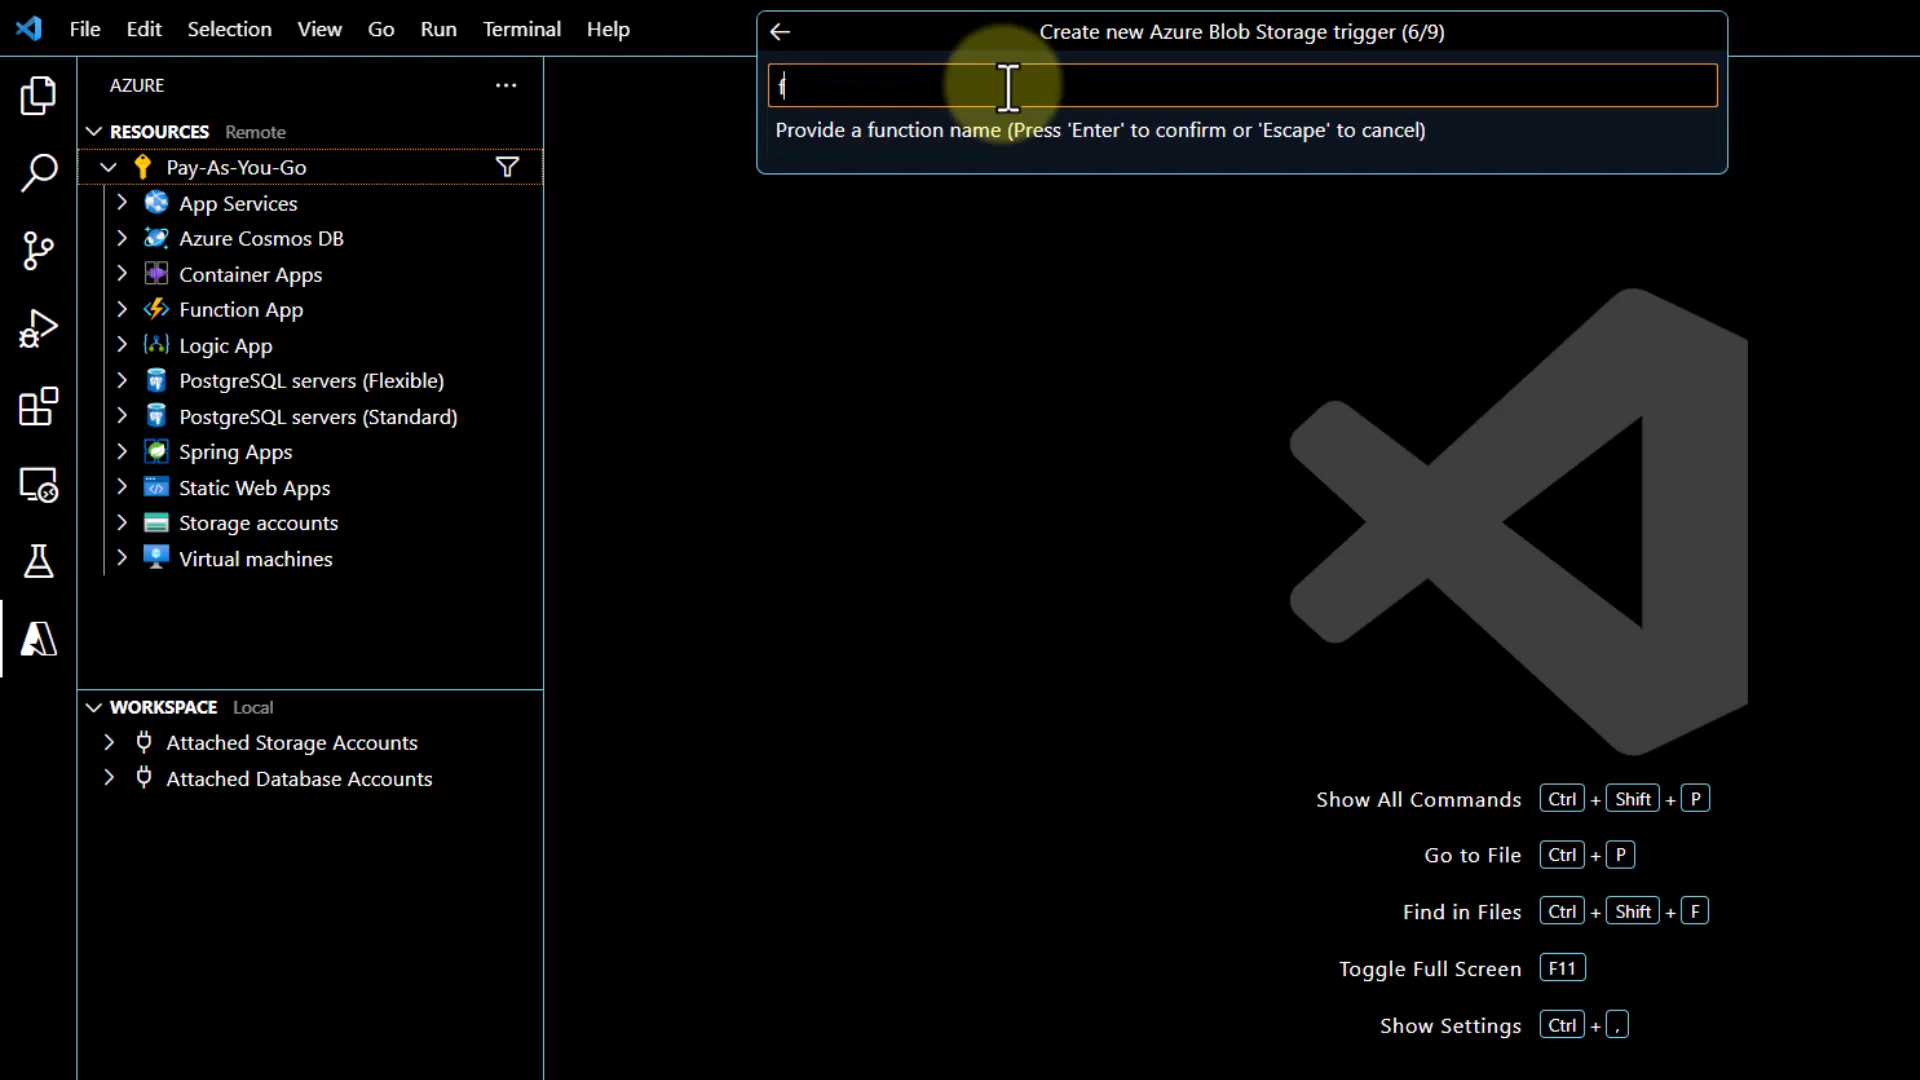 File Edit Selection View Go Run Terminal Help
Create new Azure Blob Storage trigger (6/9)
f
Provide a function name (Press 'Enter' to confirm or 'Escape' to cancel)
AZURE
RESOURCES Remote
Pay-As-You-Go
App Services
Azure Cosmos DB
Container Apps
Function App
Logic App
PostgreSQL servers (Flexible)
PostgreSQL servers (Standard)
Spring Apps
Static Web Apps
Storage accounts
Virtual machines
WORKSPACE Local
Attached Storage Accounts
Attached Database Accounts
Show All Commands Ctrl + Shift + P
Go to File Ctrl + P
Find in Files Ctrl + Shift + F
Toggle Full Screen F11
Show Settings Ctrl + ,